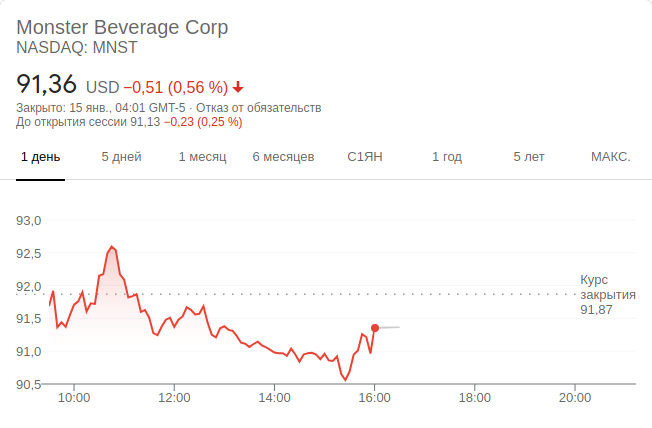 Monster Beverage Corp
NASDAQ: MNST
91,36 USD −0,51 (0,56 %)
Закрыто: 15 янв., 04:01 GMT-5 · Отказ от обязательств
До открытия сессии 91,13 −0,23 (0,25 %)
1 день 5 дней 1 месяц 6 месяцев С1ЯН 1 год 5 лет МАКС.
93,0
92,5
92,0
91,5
91,0
90,5
Курс
закрытия
91,87
10:00 12:00 14:00 16:00 18:00 20:00